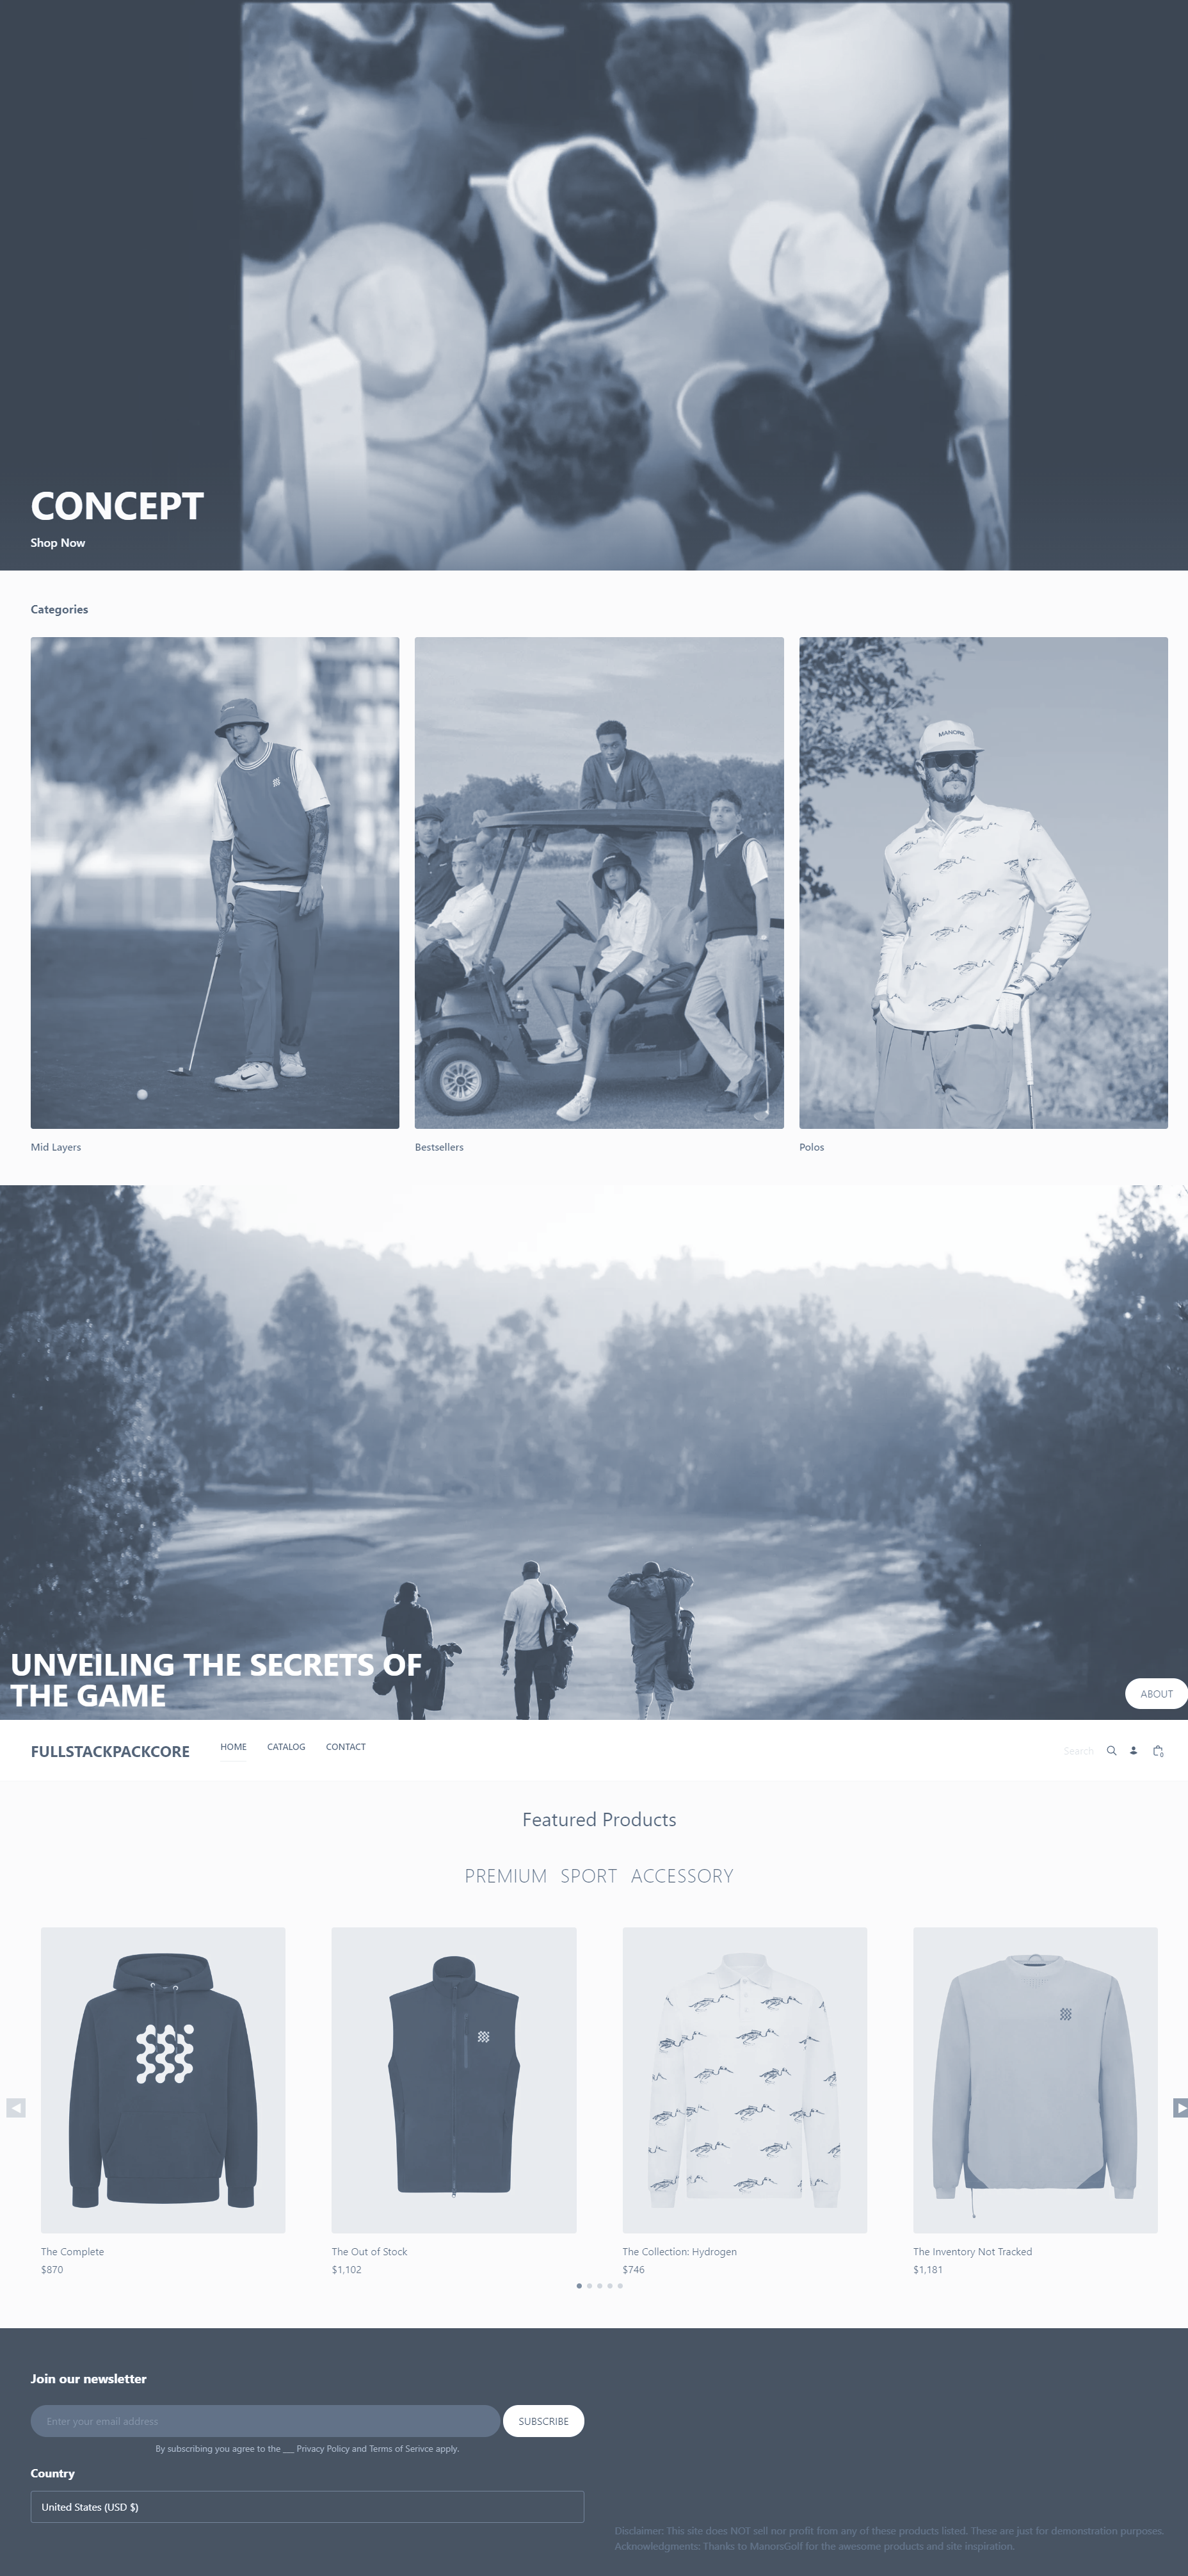 CONCEPT
Shop Now
Categories
MANORS
Mid Layers
Bestsellers
Polos
UNVEILING THE SECRETS OF
THE GAME
ABOUT
FULLSTACKPACKCORE
HOME
CATALOG
CONTACT
Search
0
Featured Products
PREMIUM SPORT ACCESSORY
The Complete
$870
The Out of Stock
$1,102
The Collection: Hydrogen
$746
The Inventory Not Tracked
$1,181
Join our newsletter
Enter your email address
SUBSCRIBE
By subscribing you agree to the ___ Privacy Policy and Terms of Serivce apply.
Country
United States (USD $)
Disclaimer: This site does NOT sell nor profit from any of these products listed. These are just for demonstration purposes.
Acknowledgments: Thanks to ManorsGolf for the awesome products and site inspiration.